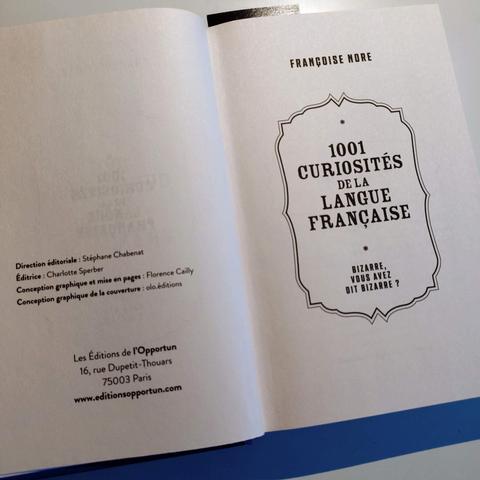 Direction éditoriale : Stéphane Chabenat
Éditrice : Charlotte Sperber
Conception graphique et mise en pages : Florence Cailly
Conception graphique de la couverture : olo.éditions
Les Éditions de l'Opportun
16, rue Dupetit-Thouars
75003 Paris
www.editionsopportun.com
FRANÇOISE NORE
1001
CURIOSITÉS
DE LA
LANGUE
FRANÇAISE
BIZARRE,
VOUS AVEZ
DIT BIZARRE ?